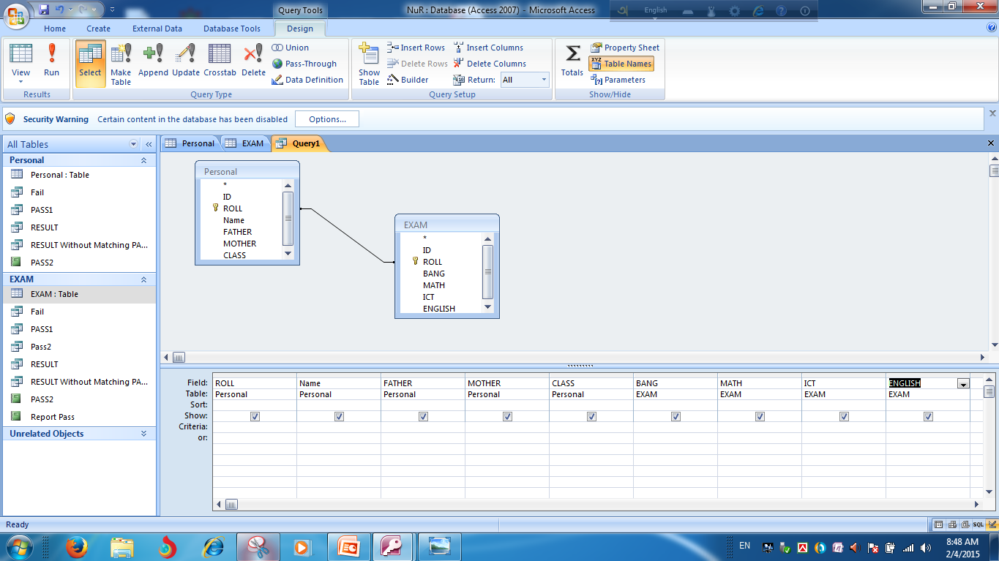 Query Tools
NuR : Database (Access 2007) - Microsoft Access
English
Home
Create
External Data
Database Tools
Design
View
Run
Results
Select
Make Table
Append
Update
Crosstab
Delete
Union
Pass-Through
Data Definition
Query Type
Show Table
Insert Rows
Delete Rows
Builder
Insert Columns
Delete Columns
Return: All
Query Setup
Σ
Totals
XYZ
Property Sheet
Table Names
Parameters
Show/Hide
Security Warning Certain content in the database has been disabled Options...
All Tables
Personal
Personal : Table
Fail
PASS1
RESULT
RESULT Without Matching PA...
PASS2
EXAM
EXAM : Table
Fail
PASS1
Pass2
RESULT
RESULT Without Matching PA...
PASS2
Report Pass
Unrelated Objects
Personal
EXAM
Query1
Personal
*
ID
ROLL
Name
FATHER
MOTHER
CLASS
EXAM
*
ID
ROLL
BANG
MATH
ICT
ENGLISH
Field: ROLL Name FATHER MOTHER CLASS BANG MATH ICT ENGLISH
Table: Personal Personal Personal Personal Personal EXAM EXAM EXAM EXAM
Sort:
Show:
Criteria:
or:
Ready
SQL
EN
8:48 AM
2/4/2015